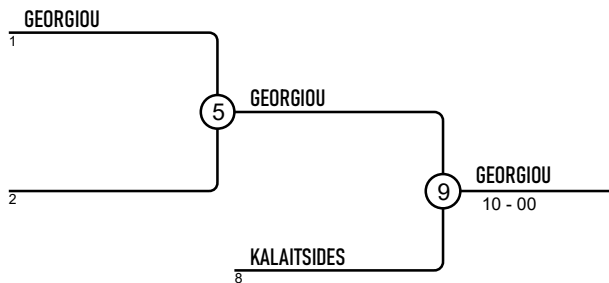 GEORGIOU
1
5
GEORGIOU
2
9
GEORGIOU
10 - 00
KALAITSIDES
8